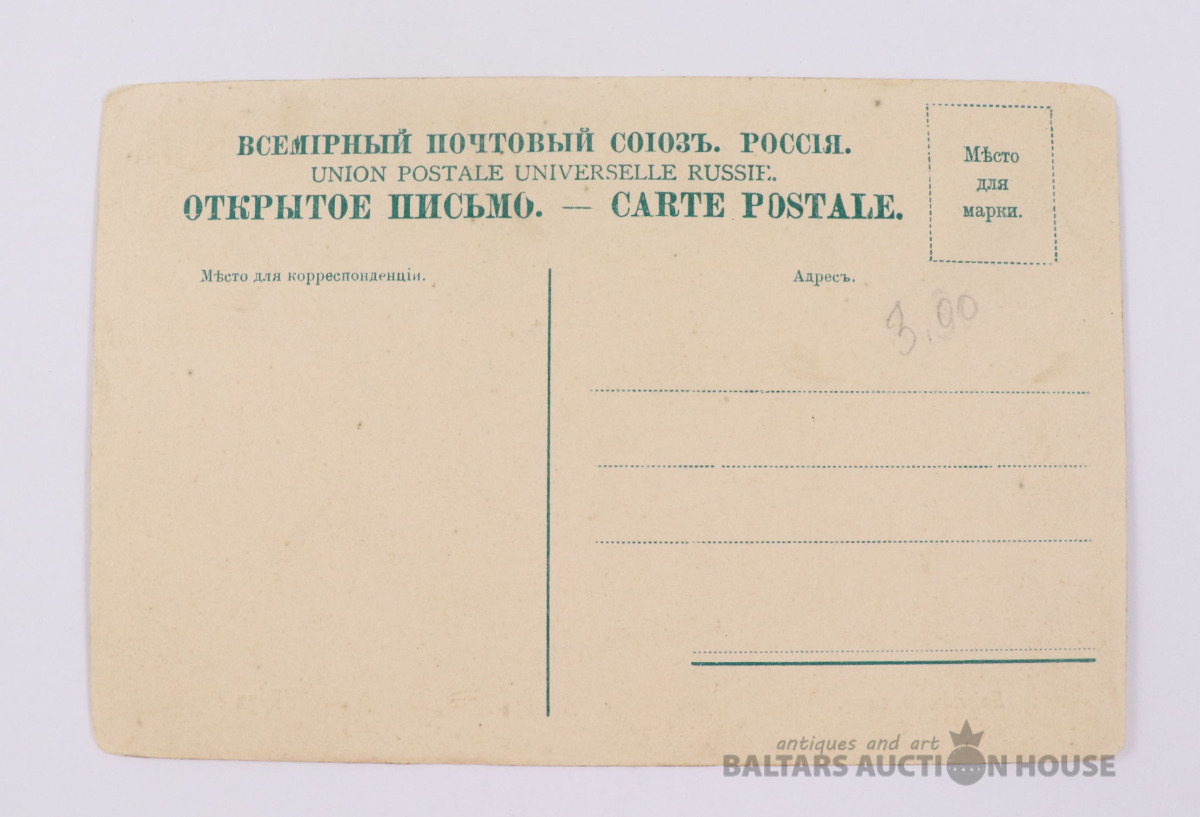 ВСЕМІРНЫЙ ПОЧТОВЫЙ СОЮЗЪ. РОССІЯ.
UNION POSTALE UNIVERSELLE RUSSIE.
ОТКРЫТОЕ ПИСЬМО. — CARTE POSTALE.
Мѣсто
для
марки.
Мѣсто для корреспонденціи.
Адресъ.
3.00
antiques and art
BALTARS AUCTION HOUSE